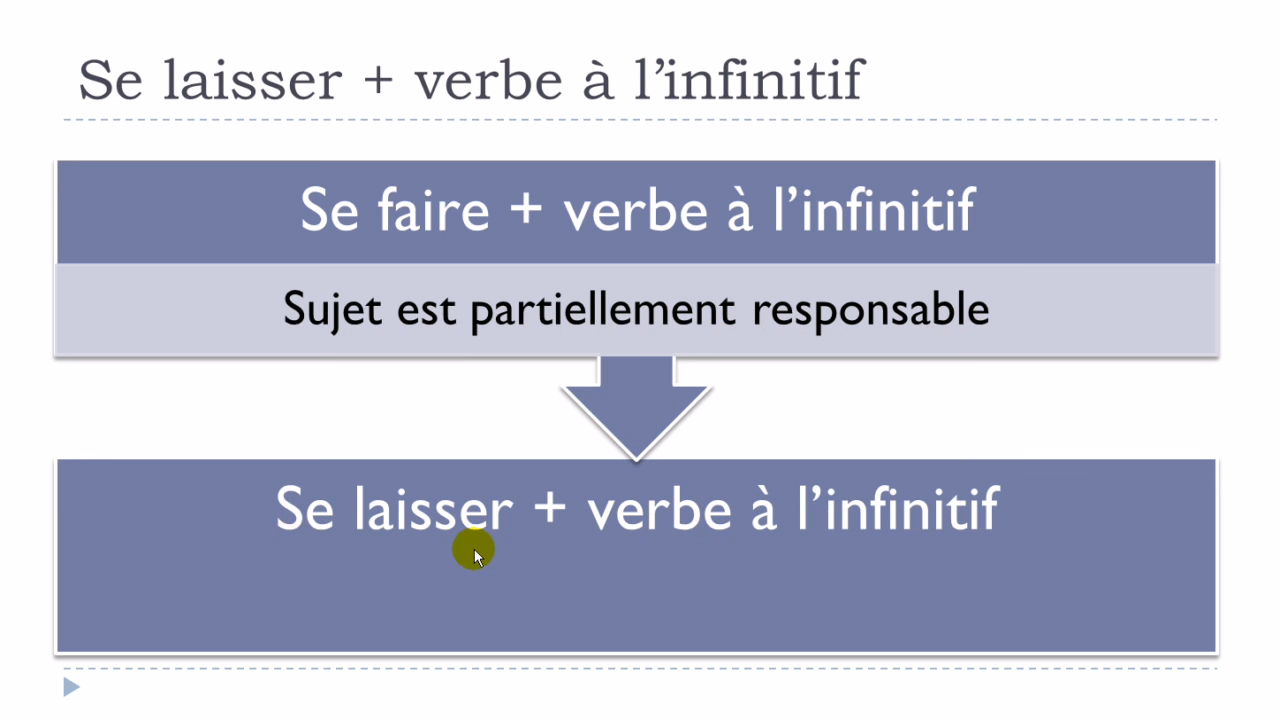 Se laisser + verbe à l’infinitif
Se faire + verbe à l’infinitif
Sujet est partiellement responsable
Se laisser + verbe à l’infinitif